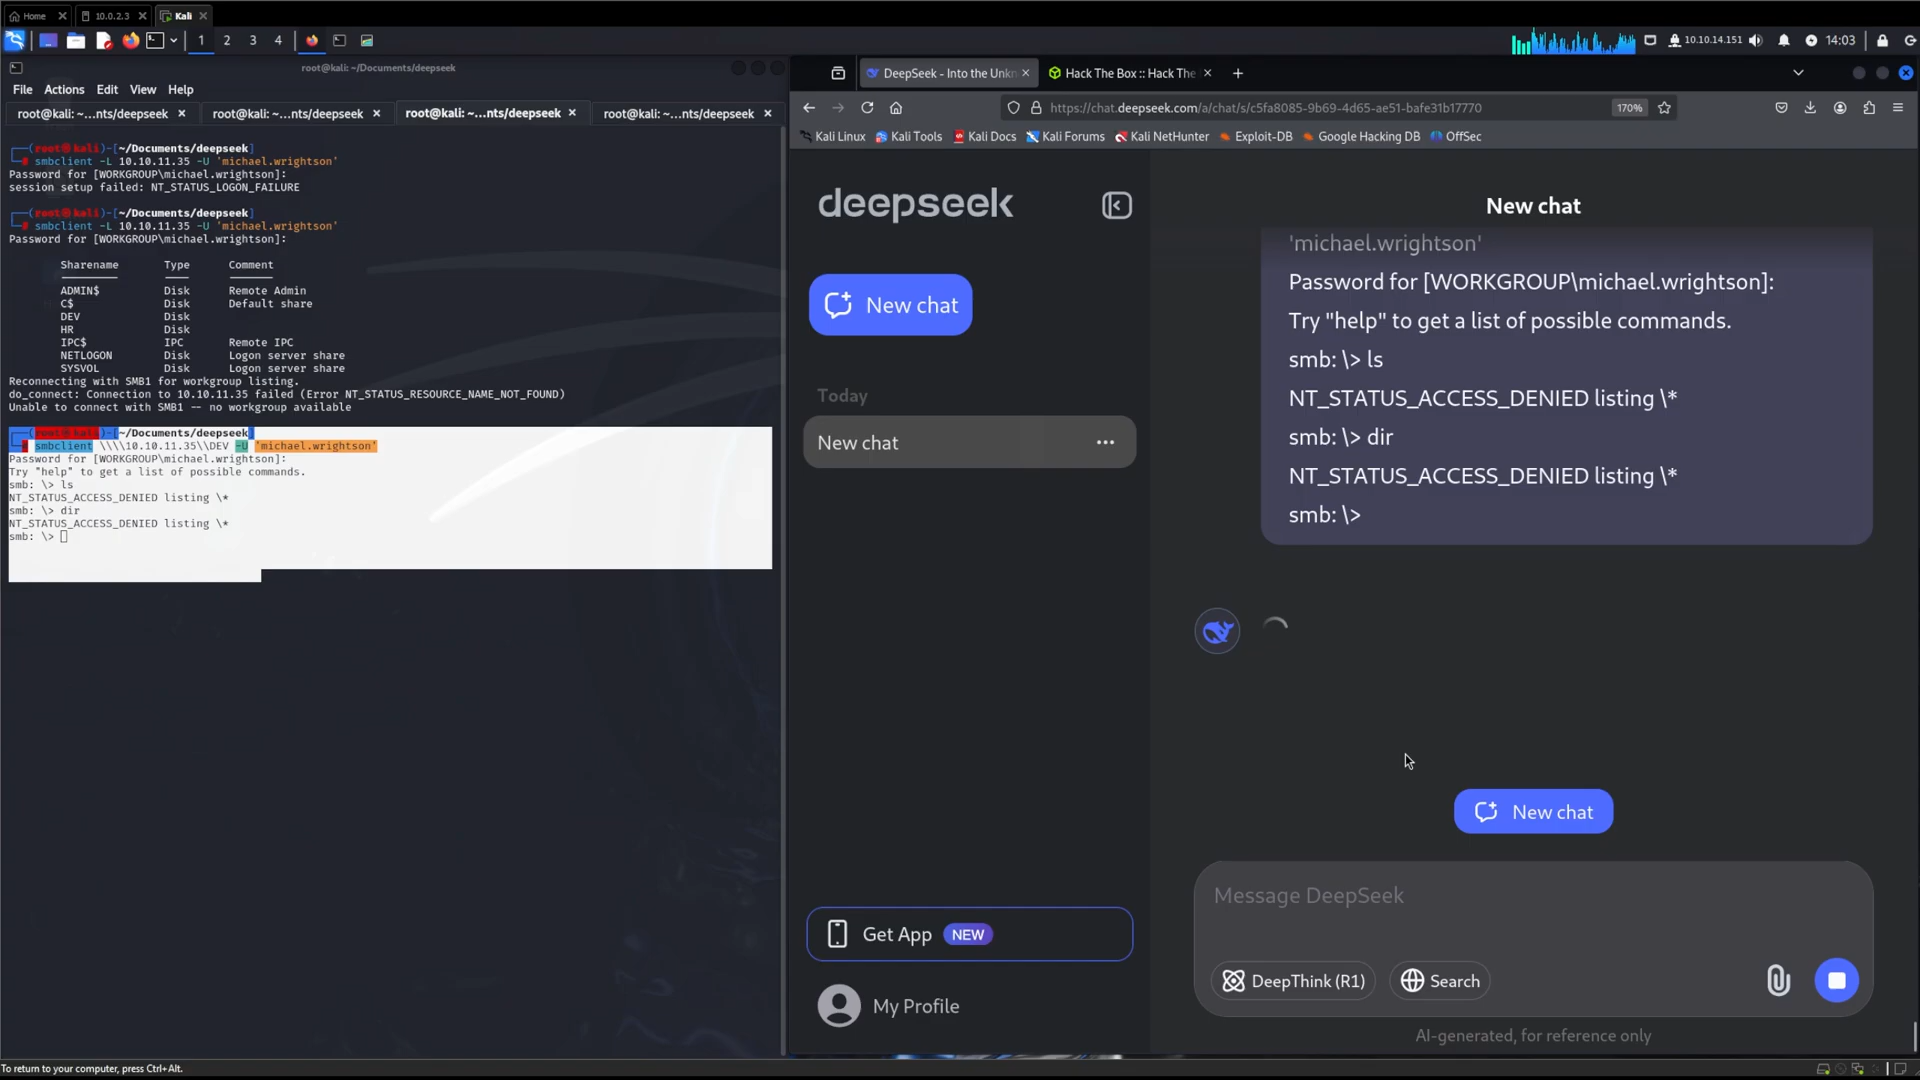 Home
10.0.2.3
Kali
1 2 3 4
10.10.14.151
14:03
root@kali: ~/Documents/deepseek
File Actions Edit View Help
root@kali: ~...nts/deepseek
root@kali: ~...nts/deepseek
root@kali: ~...nts/deepseek
root@kali: ~...nts/deepseek
┌──(root㉿kali)-[~/Documents/deepseek]
└─# smbclient -L 10.10.11.35 -U 'michael.wrightson'
Password for [WORKGROUP\michael.wrightson]:
session setup failed: NT_STATUS_LOGON_FAILURE
┌──(root㉿kali)-[~/Documents/deepseek]
└─# smbclient -L 10.10.11.35 -U 'michael.wrightson'
Password for [WORKGROUP\michael.wrightson]:
Sharename Type Comment
ADMIN$ Disk Remote Admin
C$ Disk Default share
DEV Disk
HR Disk
IPC$ IPC Remote IPC
NETLOGON Disk Logon server share
SYSVOL Disk Logon server share
Reconnecting with SMB1 for workgroup listing.
do_connect: Connection to 10.10.11.35 failed (Error NT_STATUS_RESOURCE_NAME_NOT_FOUND)
Unable to connect with SMB1 -- no workgroup available
┌──(root㉿kali)-[~/Documents/deepseek]
└─# smbclient \\\\10.10.11.35\\DEV -U 'michael.wrightson'
Password for [WORKGROUP\michael.wrightson]:
Try "help" to get a list of possible commands.
smb: \> ls
NT_STATUS_ACCESS_DENIED listing \*
smb: \> dir
NT_STATUS_ACCESS_DENIED listing \*
smb: \>
DeepSeek - Into the Unkn
Hack The Box :: Hack The
https://chat.deepseek.com/a/chat/s/c5fa8085-9b69-4d65-ae51-bafe31b17770
170%
Kali Linux
Kali Tools
Kali Docs
Kali Forums
Kali NetHunter
Exploit-DB
Google Hacking DB
OffSec
deepseek
New chat
Today
New chat
Get App NEW
My Profile
New chat
'michael.wrightson'
Password for [WORKGROUP\michael.wrightson]:
Try "help" to get a list of possible commands.
smb: \> ls
NT_STATUS_ACCESS_DENIED listing \*
smb: \> dir
NT_STATUS_ACCESS_DENIED listing \*
smb: \>
New chat
Message DeepSeek
DeepThink (R1)
Search
AI-generated, for reference only
To return to your computer, press Ctrl+Alt.